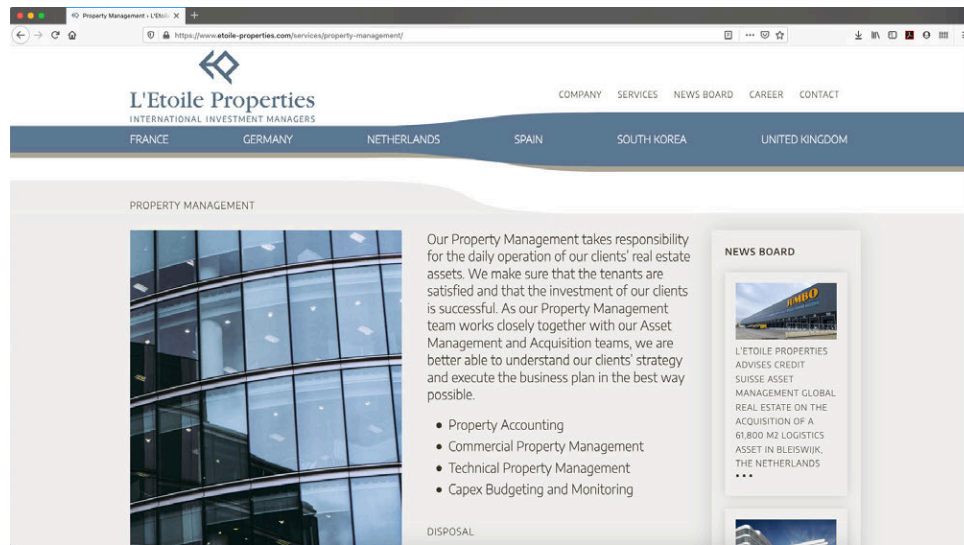 Property Management • L'Etoile
https://www.etoile-properties.com/services/property-management/
L'Etoile Properties
INTERNATIONAL INVESTMENT MANAGERS
COMPANY SERVICES NEWS BOARD CAREER CONTACT
FRANCE GERMANY NETHERLANDS SPAIN SOUTH KOREA UNITED KINGDOM
PROPERTY MANAGEMENT
Our Property Management takes responsibility
for the daily operation of our clients' real estate
assets. We make sure that the tenants are
satisfied and that the investment of our clients
is successful. As our Property Management
team works closely together with our Asset
Management and Acquisition teams, we are
better able to understand our clients' strategy
and execute the business plan in the best way
possible.
• Property Accounting
• Commercial Property Management
• Technical Property Management
• Capex Budgeting and Monitoring
DISPOSAL
NEWS BOARD
JUMBO
L'ETOILE PROPERTIES
ADVISES CREDIT
SUISSE ASSET
MANAGEMENT GLOBAL
REAL ESTATE ON THE
ACQUISITION OF A
61,800 M2 LOGISTICS
ASSET IN BLEISWIJK,
THE NETHERLANDS
•••